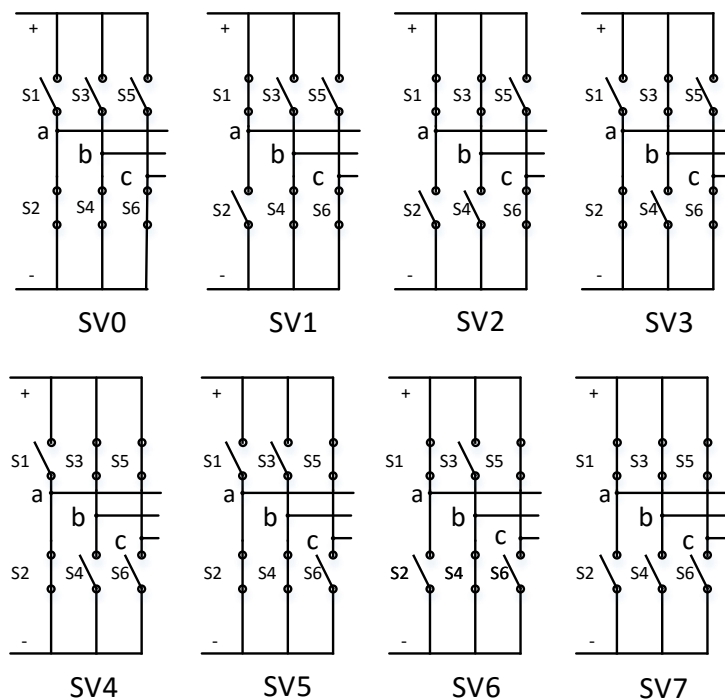 + + + +
S1 S3 S5 S1 S3 S5 S1 S3 S5 S1 S3 S5
a a a a
b b b b
c c c c
S2 S4 S6 S2 S4 S6 S2 S4 S6 S2 S4 S6
- - - -
SV0 SV1 SV2 SV3
+ + + +
S1 S3 S5 S1 S3 S5 S1 S3 S5 S1 S3 S5
a a a a
b b b b
c c c c
S2 S4 S6 S2 S4 S6 S2 S4 S6 S2 S4 S6
- - - -
SV4 SV5 SV6 SV7